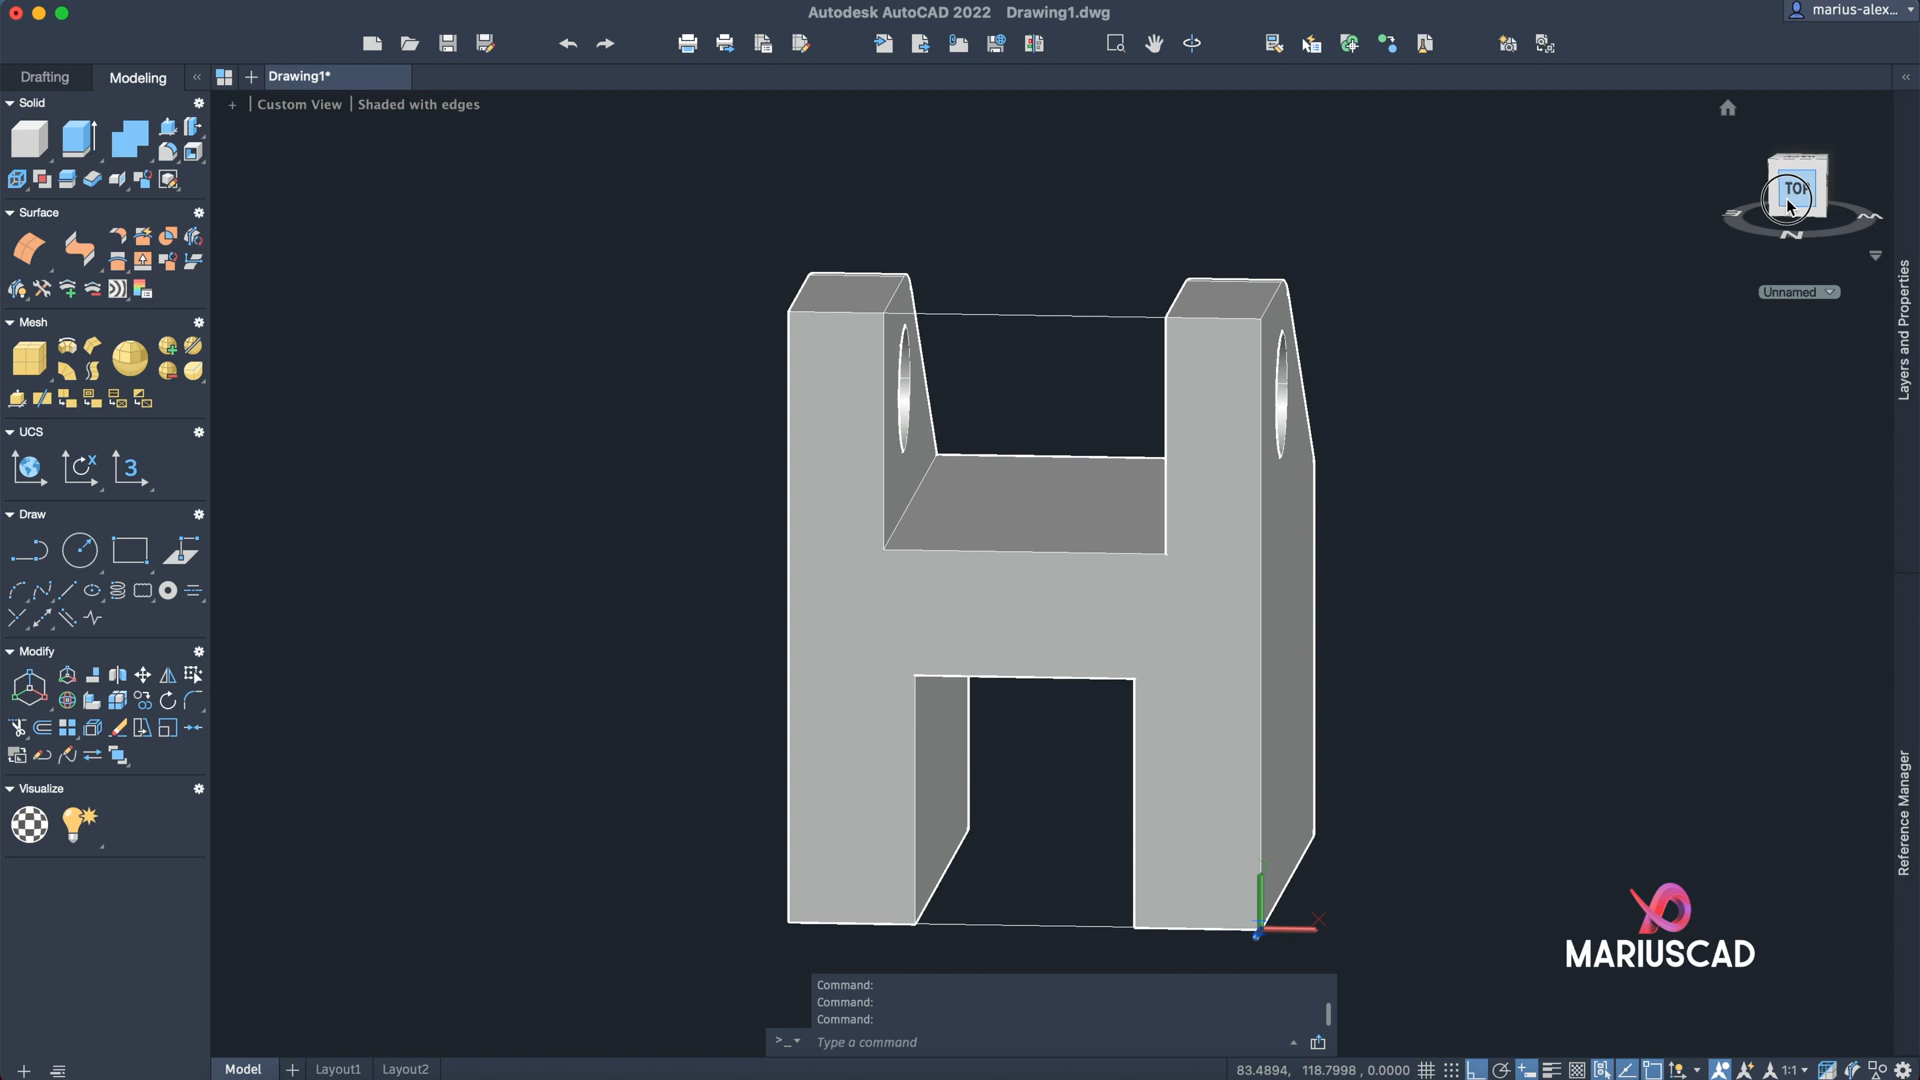 Autodesk AutoCAD 2022 Drawing1.dwg
marius-alex...
Drafting
Modeling
Drawing1*
+ | Custom View | Shaded with edges
Solid
Surface
Mesh
UCS
X
3
Draw
Modify
Visualize
TOP
N
Unnamed
Layers and Properties
Reference Manager
X
MARIUSCAD
Command:
Command:
Command:
>_
Type a command
Model
Layout1
Layout2
83.4894, 118.7998 , 0.0000
1:1